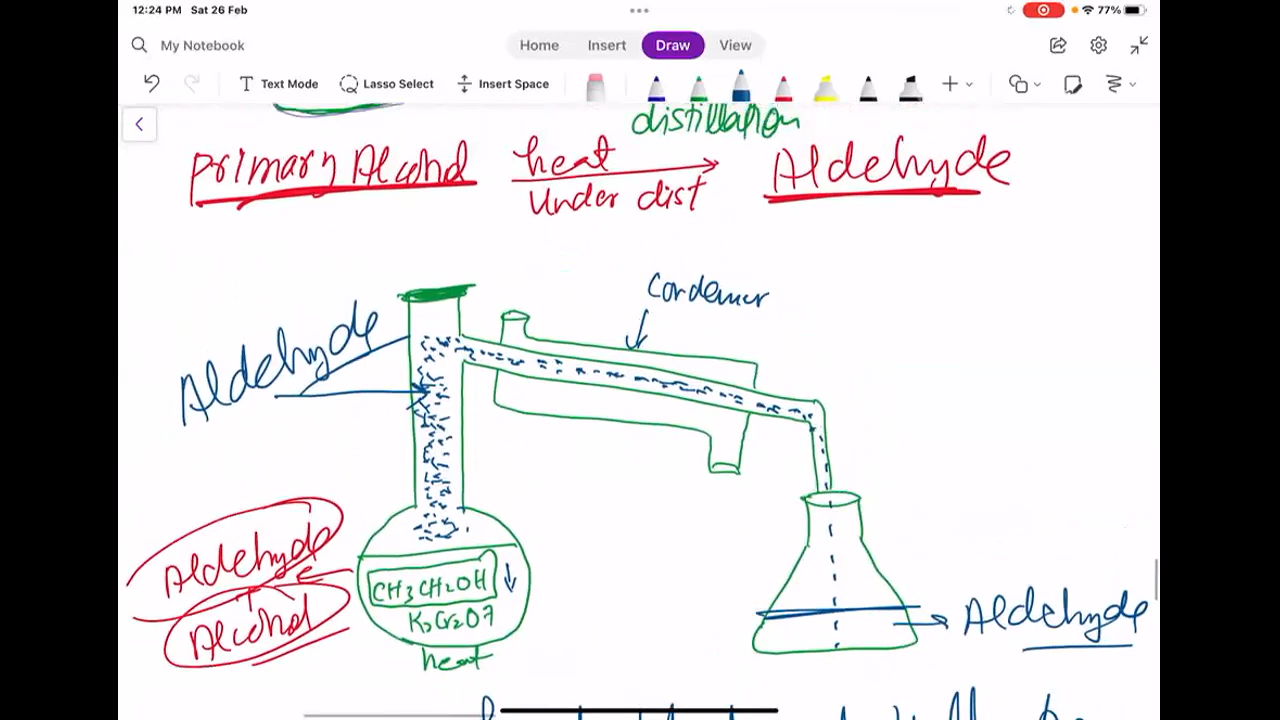 12:24 PM Sat 26 Feb
77%
My Notebook
Home Insert Draw View
Text Mode Lasso Select Insert Space
distillation
Primary Alcohol heat Aldehyde
Under dist
Condenser
Aldehyde
Aldehyde
+
Alcohol
CH3CH2OH
K2Cr2O7
heat
Aldehyde